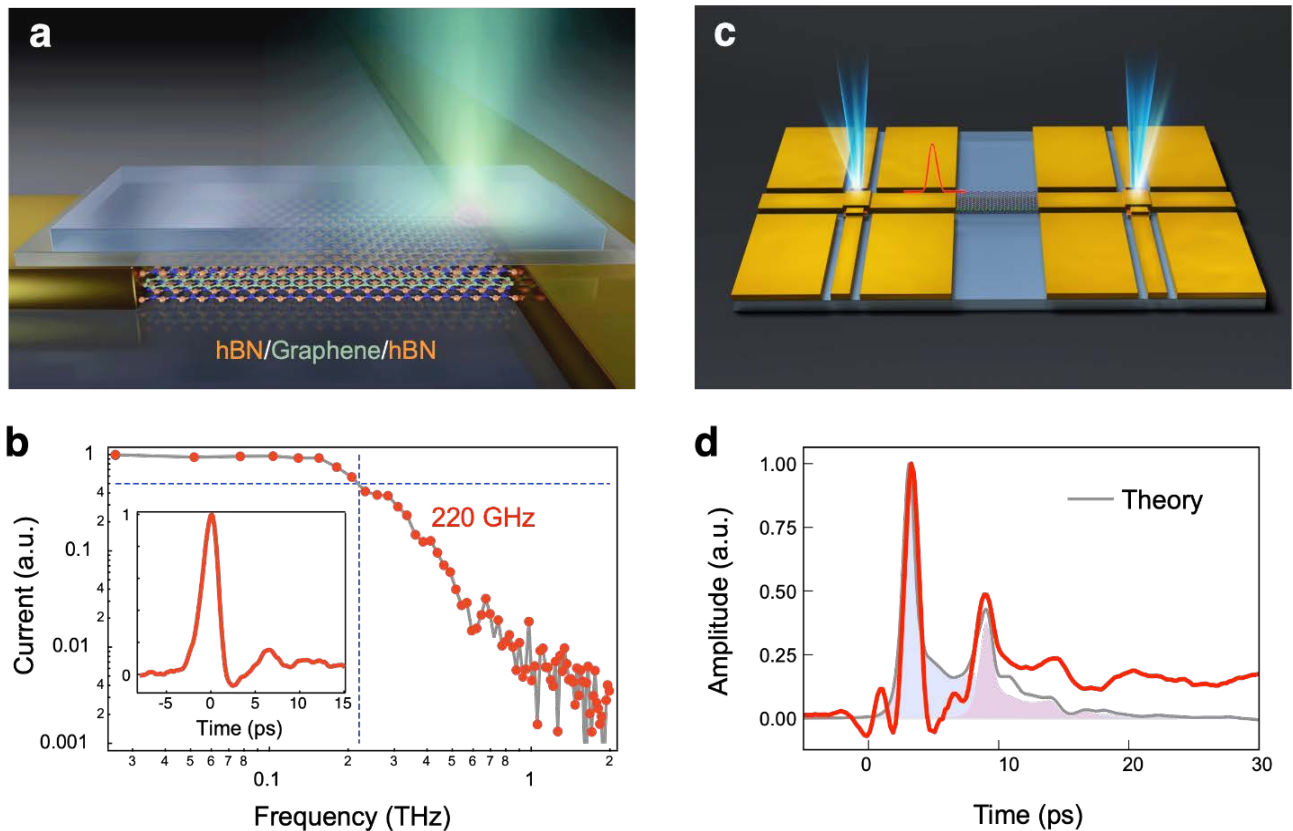 a
hBN/Graphene/hBN
c
b
Current (a.u.)
1
4
2
0.1
4
2
0.01
4
2
0.001
220 GHz
1
0
-5 0 5 10 15
Time (ps)
3 4 5 6 7 8 2 3 4 5 6 7 8 2
0.1 1
Frequency (THz)
d
Amplitude (a.u.)
1.00
0.75
0.50
0.25
0.00
Theory
0 10 20 30
Time (ps)